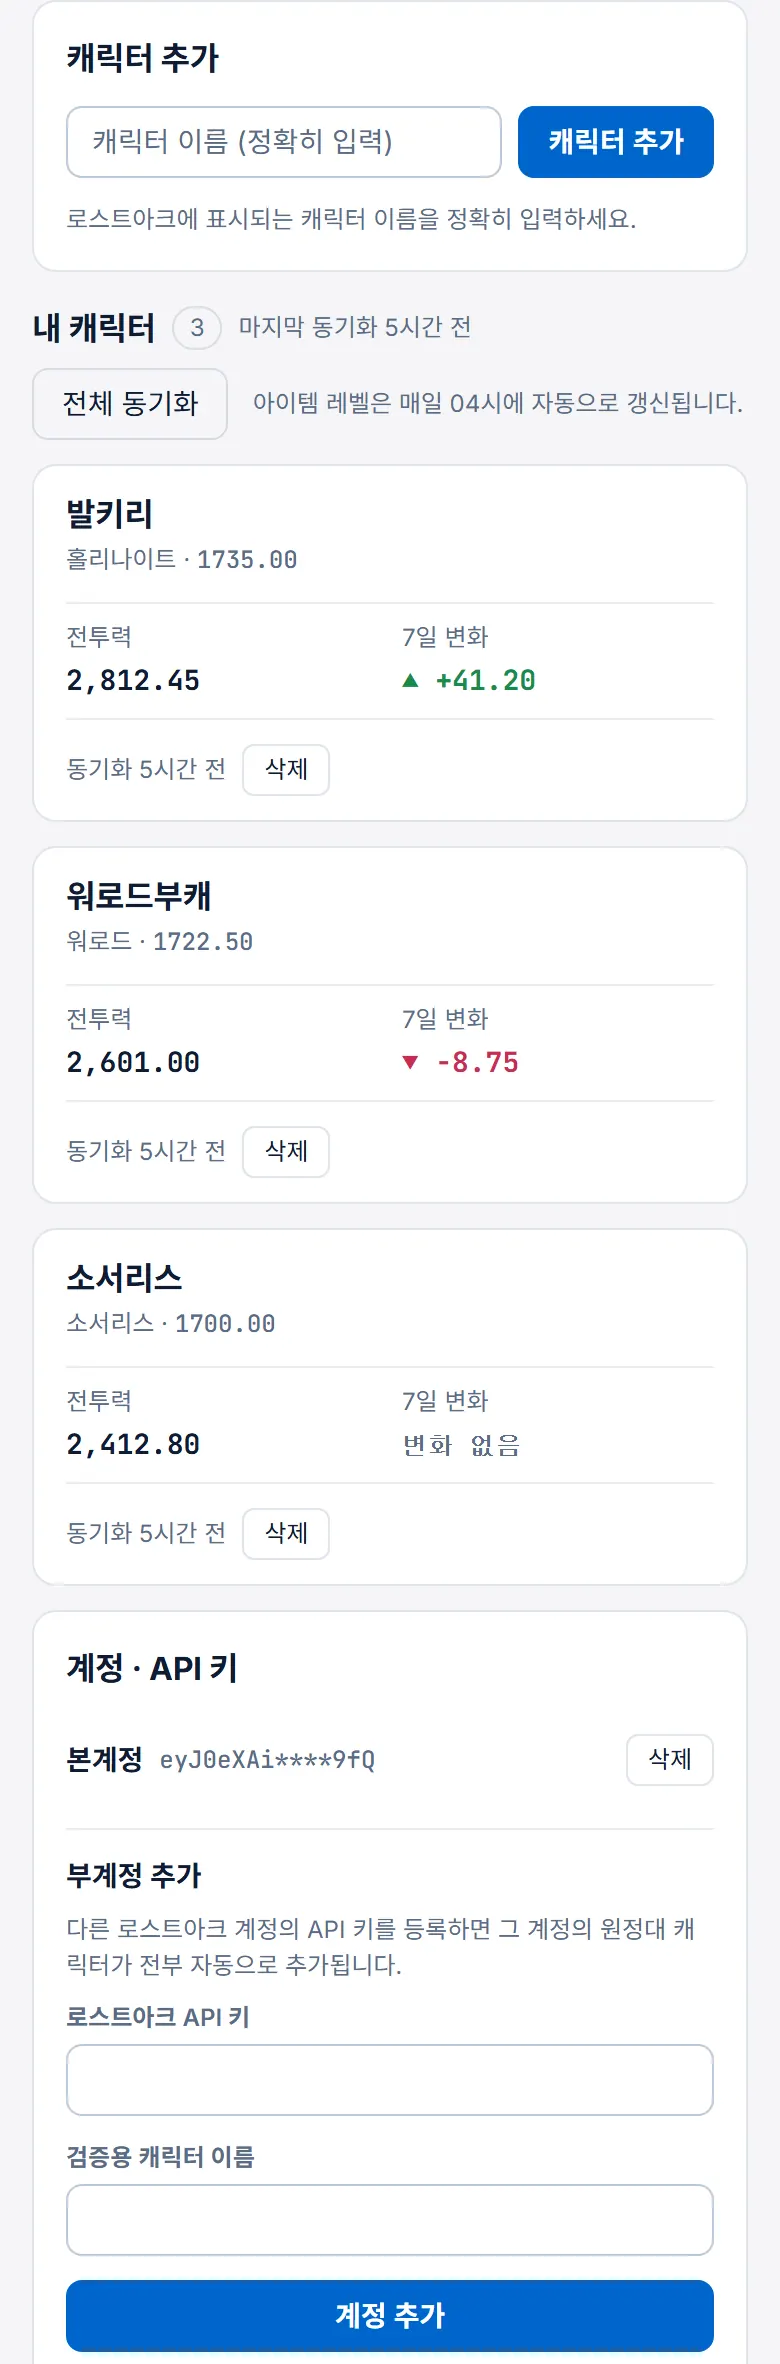 캐릭터 추가
캐릭터 이름 (정확히 입력)
캐릭터 추가
로스트아크에 표시되는 캐릭터 이름을 정확히 입력하세요.
내 캐릭터 3 마지막 동기화 5시간 전
전체 동기화 아이템 레벨은 매일 04시에 자동으로 갱신됩니다.
발키리
홀리나이트 · 1735.00
전투력 7일 변화
2,812.45 ▲ +41.20
동기화 5시간 전 삭제
워로드부캐
워로드 · 1722.50
전투력 7일 변화
2,601.00 ▼ -8.75
동기화 5시간 전 삭제
소서리스
소서리스 · 1700.00
전투력 7일 변화
2,412.80 변화 없음
동기화 5시간 전 삭제
계정 · API 키
본계정 eyJ0eXAi****9fQ 삭제
부계정 추가
다른 로스트아크 계정의 API 키를 등록하면 그 계정의 원정대 캐
릭터가 전부 자동으로 추가됩니다.
로스트아크 API 키
검증용 캐릭터 이름
계정 추가